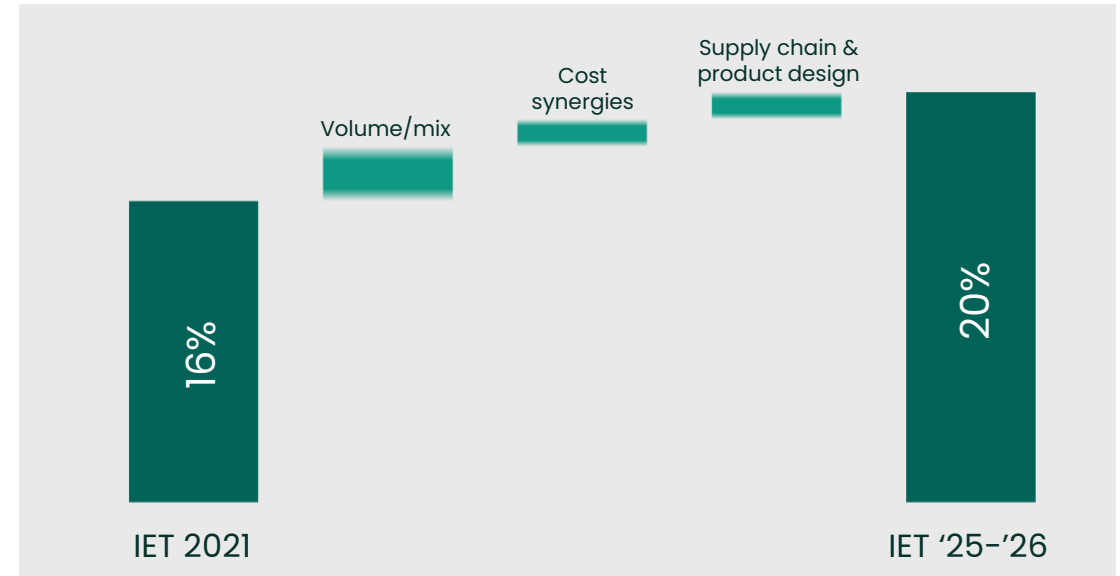 Supply chain &
product design
Cost
synergies
Volume/mix
16%
20%
IET 2021
IET ‘25-’26